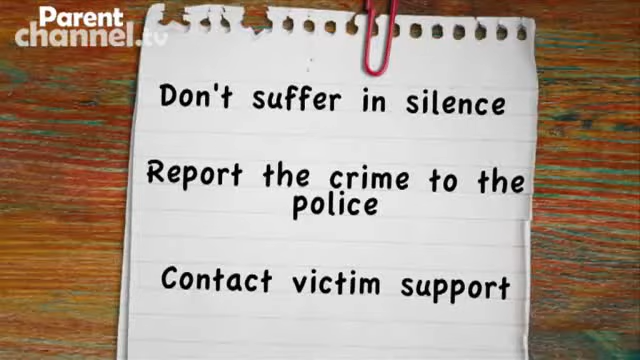 Parent
channel.tv
Don't suffer in silence
Report the crime to the
police
Contact victim support